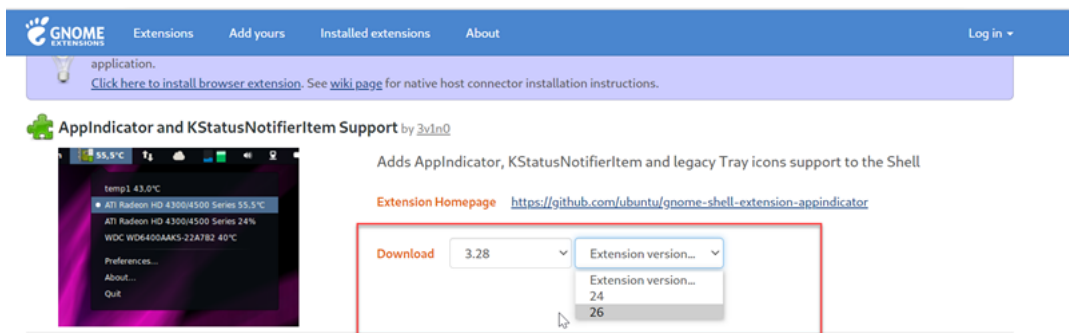 GNOME
EXTENSIONS
Extensions
Add yours
Installed extensions
About
Log in
application.
Click here to install browser extension. See wiki page for native host connector installation instructions.
AppIndicator and KStatusNotifierItem Support by 3v1n0
55,5°C
temp1 43.0°C
ATI Radeon HD 4300/4500 Series 55.5°C
ATI Radeon HD 4300/4500 Series 24%
WDC WD6400AAKS-22A7B2 40°C
Preferences...
About...
Quit
Adds AppIndicator, KStatusNotifierItem and legacy Tray icons support to the Shell
Extension Homepage https://github.com/ubuntu/gnome-shell-extension-appindicator
Download 3.28 Extension version...
Extension version...
24
26